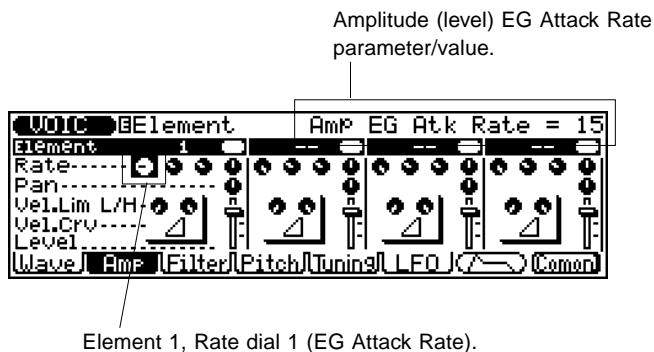 Amplitude (level) EG Attack Rate
parameter/value.
VOIC EElement Amp EG Atk Rate = 15
Element 1 -- -- --
Rate
Pan
Vel.Lim L/H
Vel.Crv
Level
Wave Amp Filter Pitch Tuning LFO Comon
Element 1, Rate dial 1 (EG Attack Rate).